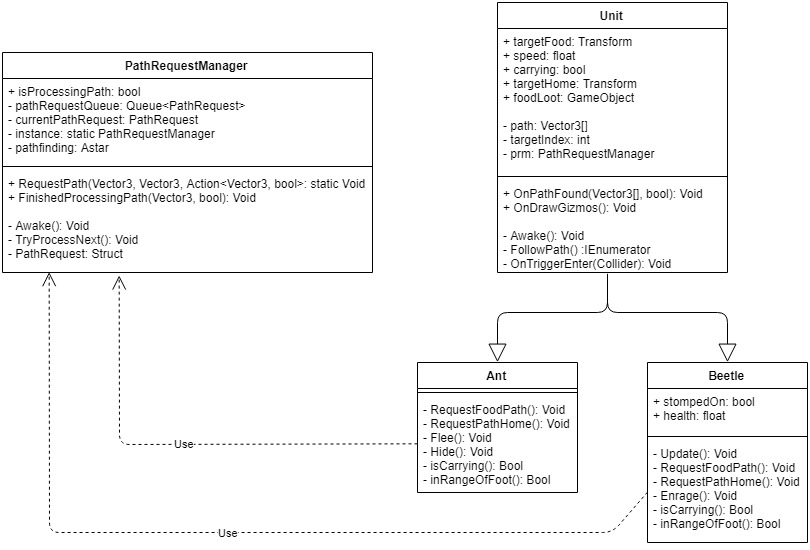 PathRequestManager
+ isProcessingPath: bool
- pathRequestQueue: Queue<PathRequest>
- currentPathRequest: PathRequest
- instance: static PathRequestManager
- pathfinding: Astar
+ RequestPath(Vector3, Vector3, Action<Vector3, bool>: static Void
+ FinishedProcessingPath(Vector3, bool): Void
- Awake(): Void
- TryProcessNext(): Void
- PathRequest: Struct
Unit
+ targetFood: Transform
+ speed: float
+ carrying: bool
+ targetHome: Transform
+ foodLoot: GameObject
- path: Vector3[]
- targetIndex: int
- prm: PathRequestManager
+ OnPathFound(Vector3[], bool): Void
+ OnDrawGizmos(): Void
- Awake(): Void
- FollowPath() :IEnumerator
- OnTriggerEnter(Collider): Void
Ant
- RequestFoodPath(): Void
- RequestPathHome(): Void
- Flee(): Void
- Hide(): Void
- isCarrying(): Bool
- inRangeOfFoot(): Bool
Beetle
+ stompedOn: bool
+ health: float
- Update(): Void
- RequestFoodPath(): Void
- RequestPathHome(): Void
- Enrage(): Void
- isCarrying(): Bool
- inRangeOfFoot(): Bool
Use
Use